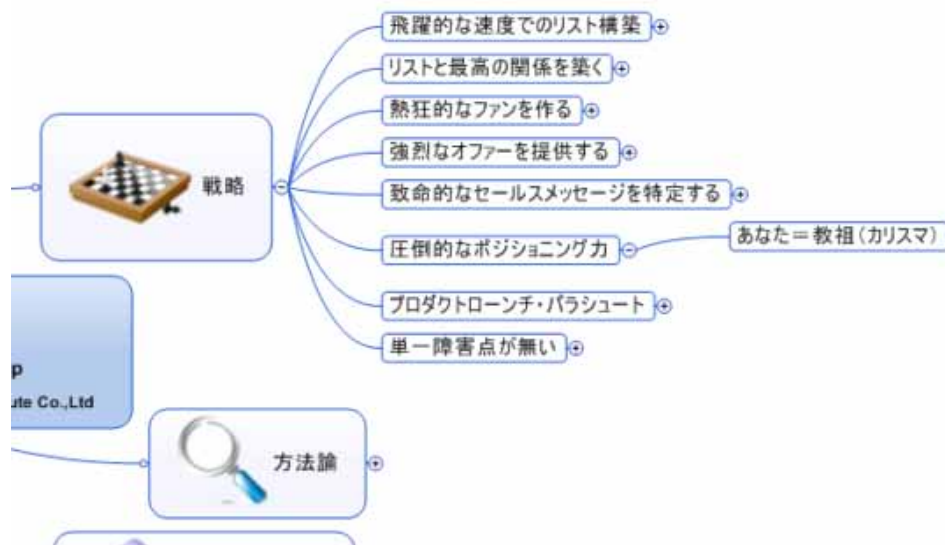 飛躍的な速度でのリスト構築
リストと最高の関係を築く
熱狂的なファンを作る
強烈なオファーを提供する
戦略
致命的なセールスメッセージを特定する
圧倒的なポジショニング力
あなた＝教祖（カリスマ）
プロダクトローンチ・パラシュート
単一障害点が無い
p
ute Co.,Ltd
方法論